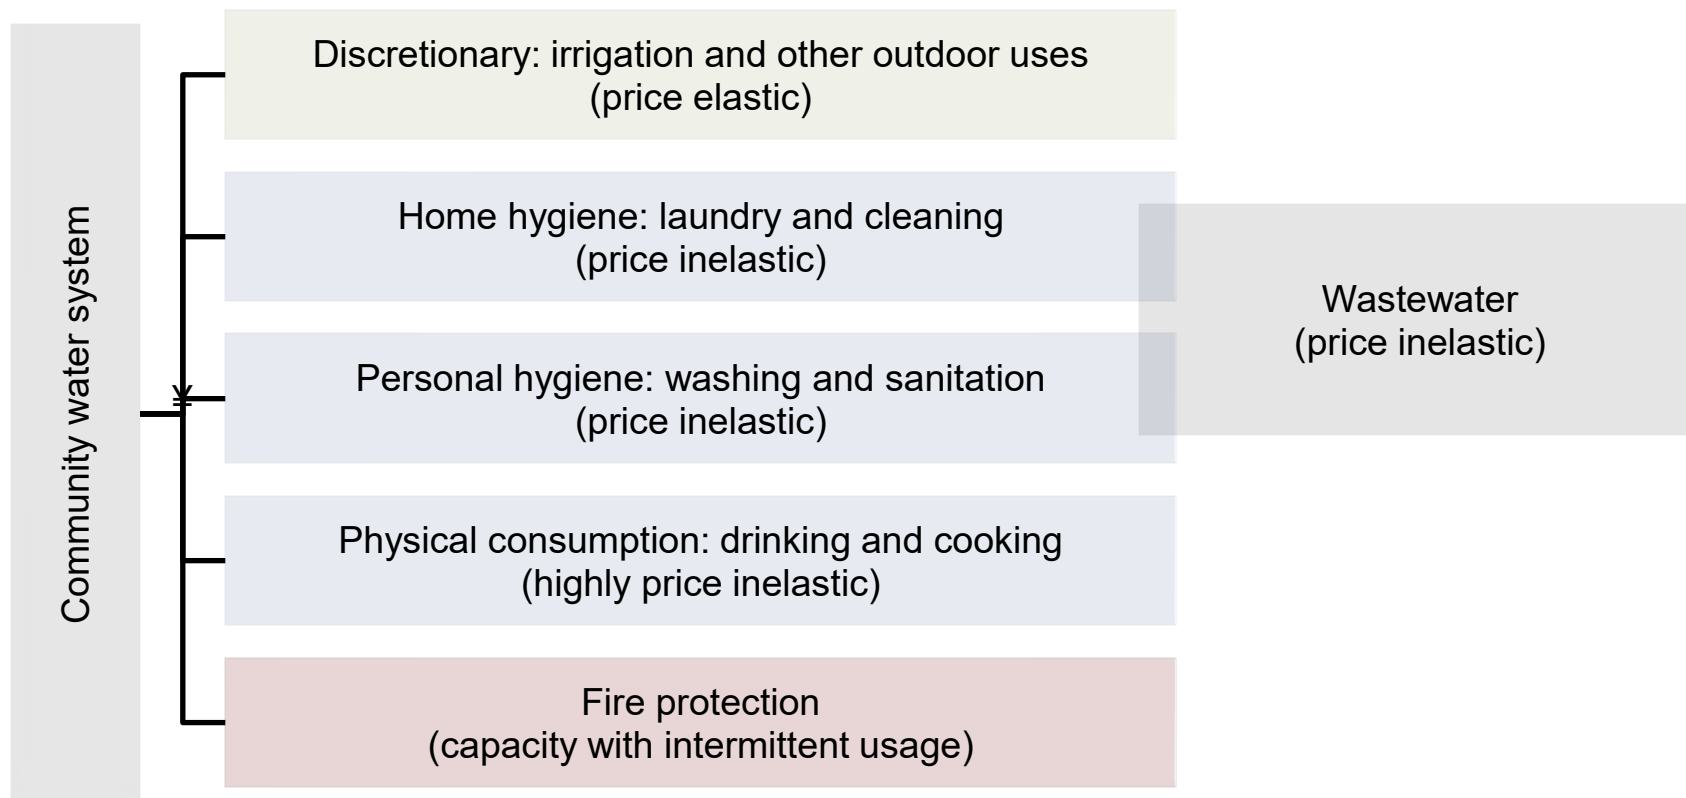 Community water system
Discretionary: irrigation and other outdoor uses
(price elastic)
Home hygiene: laundry and cleaning
(price inelastic)
Personal hygiene: washing and sanitation
(price inelastic)
Physical consumption: drinking and cooking
(highly price inelastic)
Fire protection
(capacity with intermittent usage)
Wastewater
(price inelastic)
¥